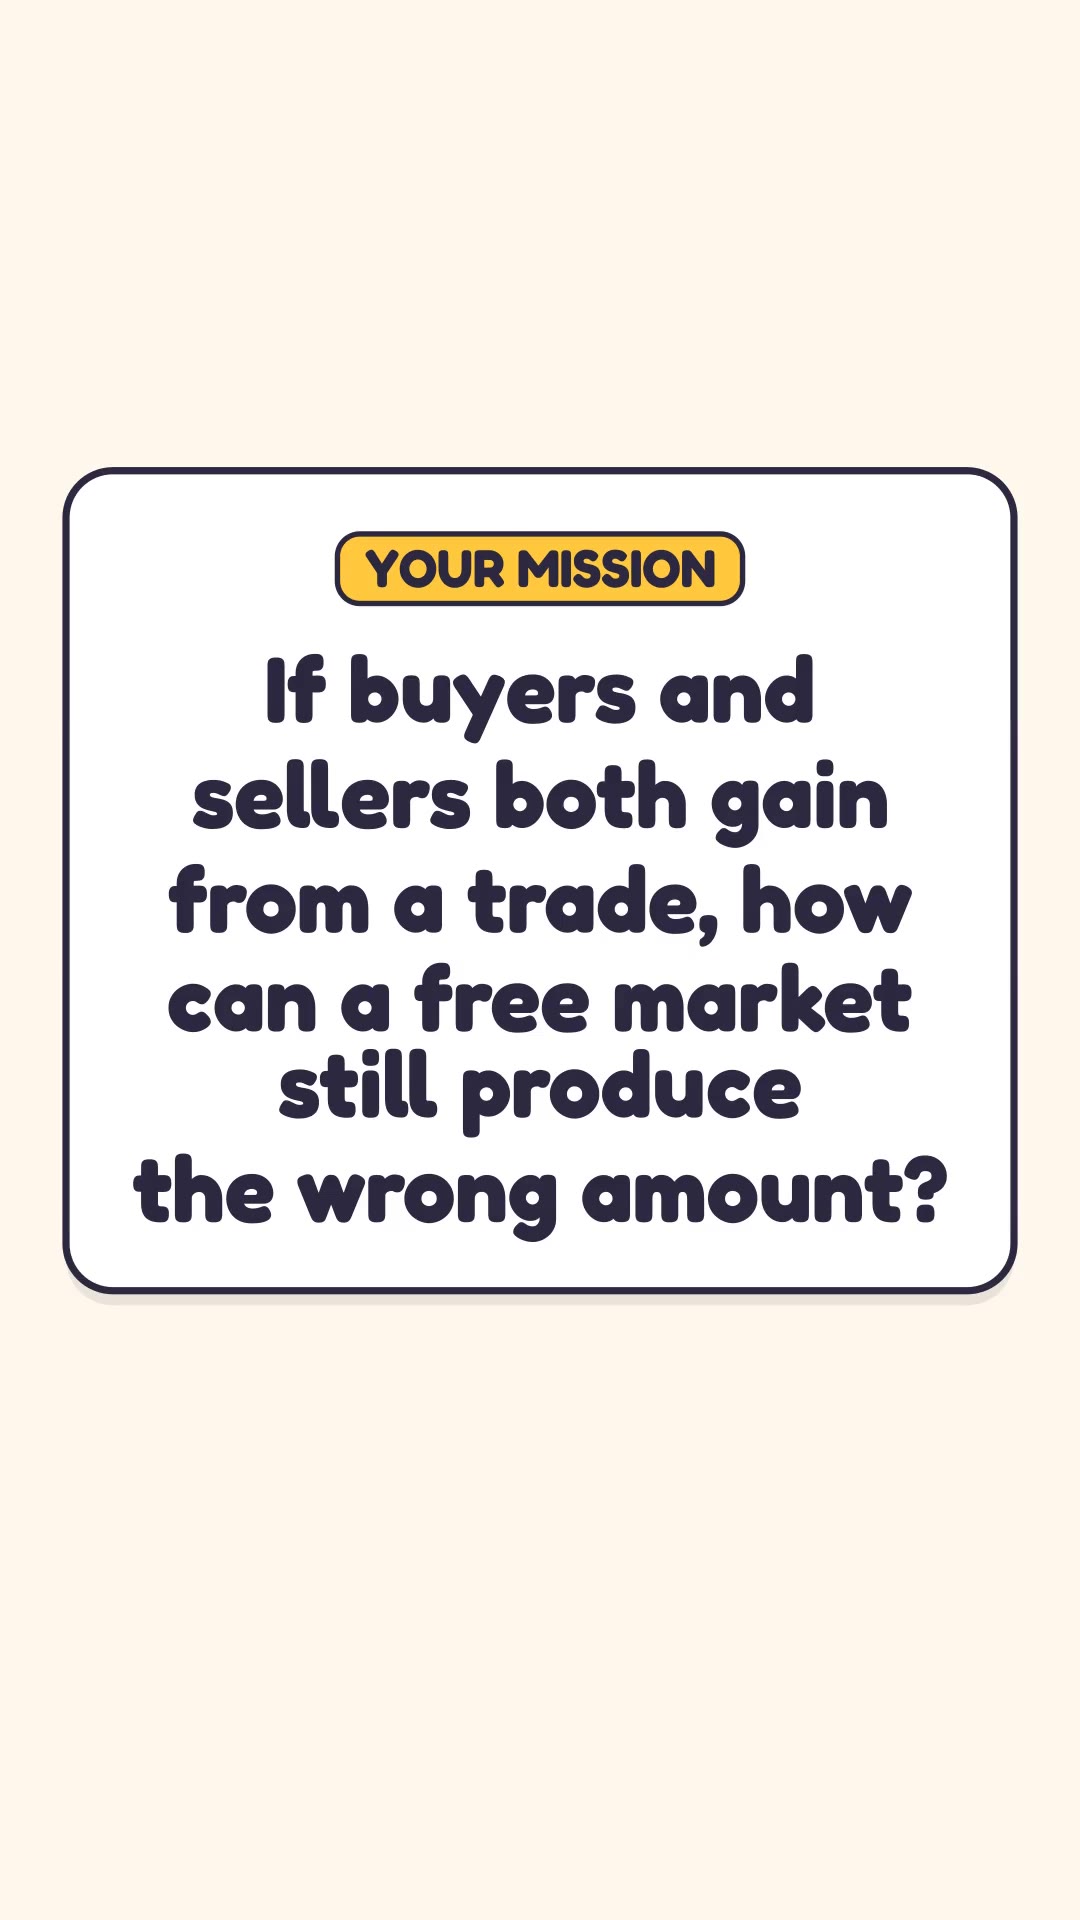 YOUR MISSION
If buyers and
sellers both gain
from a trade, how
can a free market
still produce
the wrong amount?